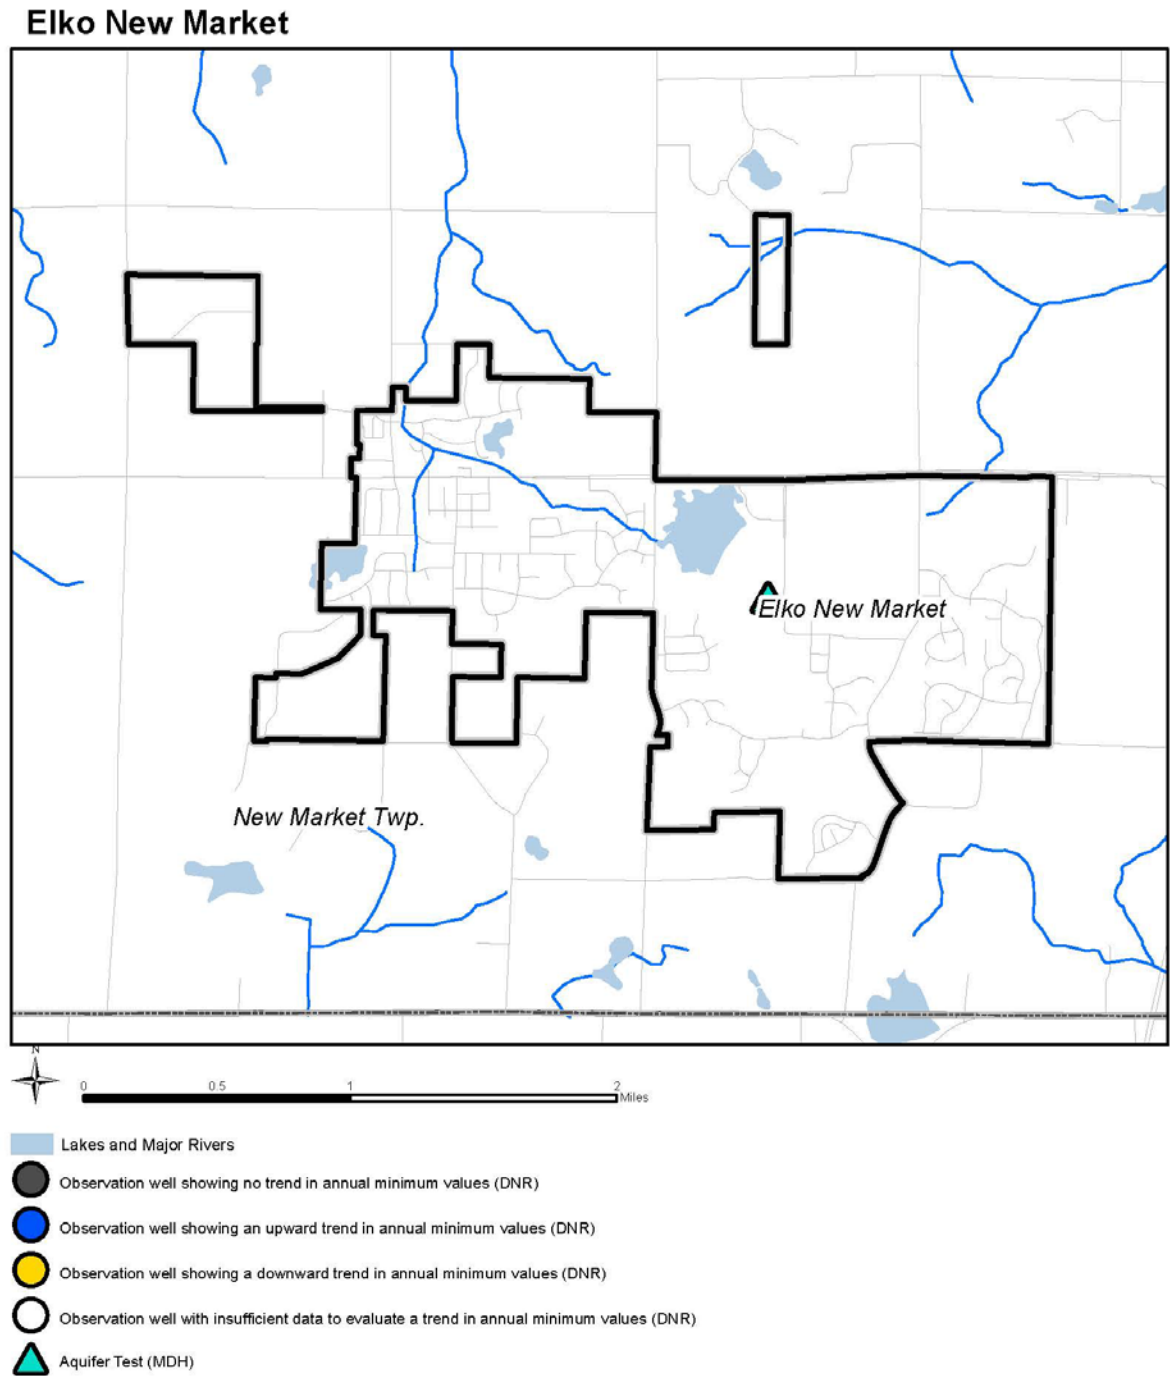 Elko New Market
Elko New Market
New Market Twp.
N
0 0.5 1 2
Miles
Lakes and Major Rivers
Observation well showing no trend in annual minimum values (DNR)
Observation well showing an upward trend in annual minimum values (DNR)
Observation well showing a downward trend in annual minimum values (DNR)
Observation well with insufficient data to evaluate a trend in annual minimum values (DNR)
Aquifer Test (MDH)